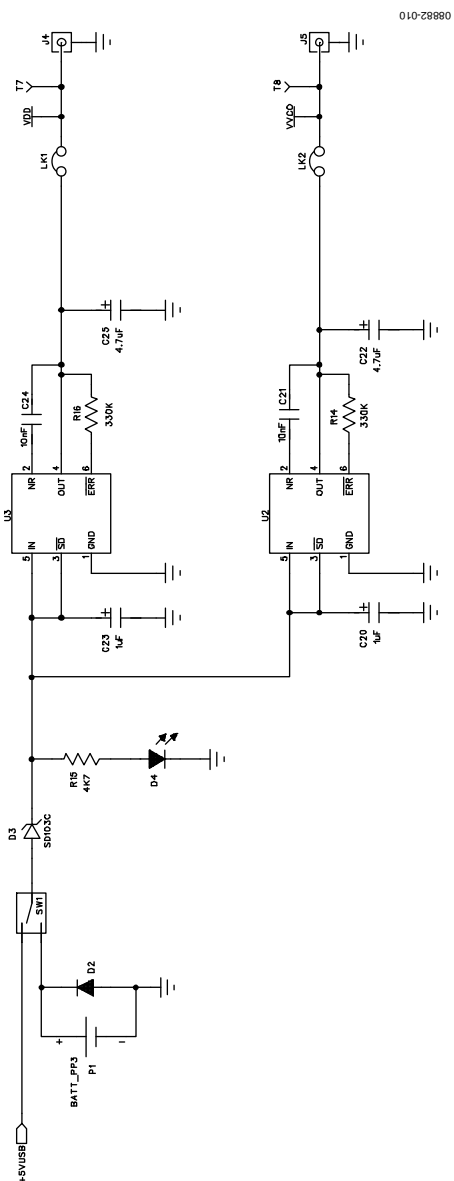 08882-010
J4
T7
VDD
LK1
C25
4.7uF
C24
10nF
R16
330K
2
4
6
NR
OUT
ERR
U3
IN
SD
GND
5
3
1
C23
1uF
J5
T8
VVCO
LK2
C22
4.7uF
C21
10nF
R14
330K
2
4
6
NR
OUT
ERR
U2
IN
SD
GND
5
3
1
C20
1uF
R15
4K7
D4
D3
SD103C
SW1
D2
+
−
BATT_PP3
P1
+5VUSB